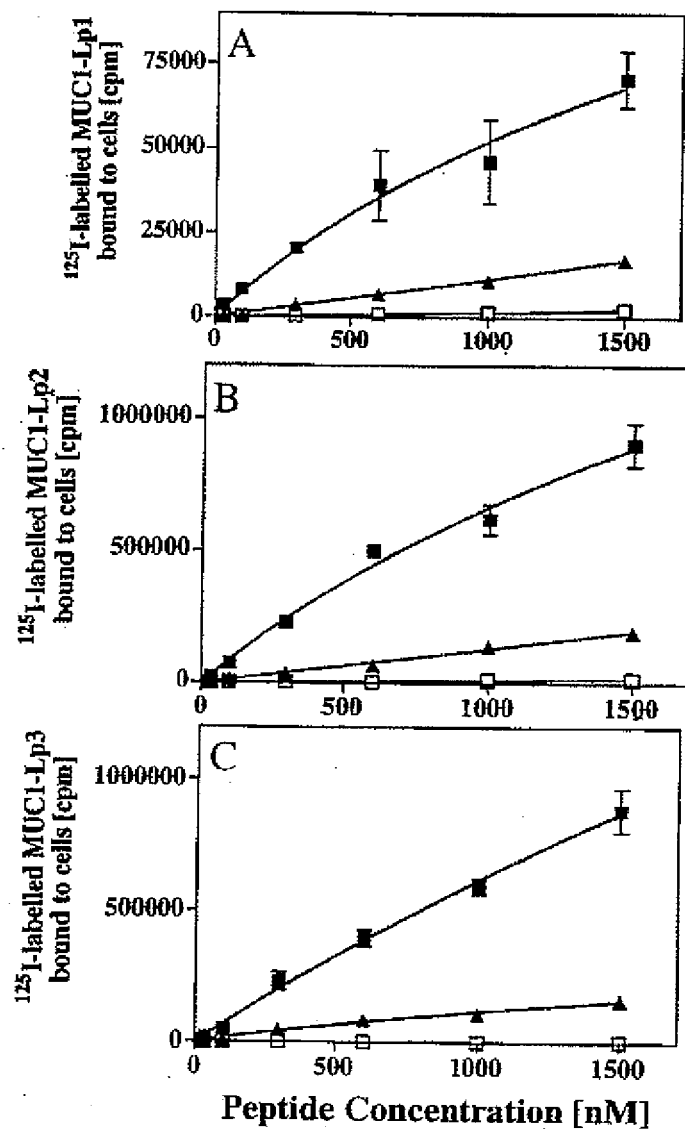 A
¹²⁵I-labelled MUC1-Lp1
bound to cells [cpm]
75000
50000
25000
0
0 500 1000 1500
B
¹²⁵I-labelled MUC1-Lp2
bound to cells [cpm]
1000000
500000
0
0 500 1000 1500
C
¹²⁵I-labelled MUC1-Lp3
bound to cells [cpm]
1000000
500000
0
0 500 1000 1500
Peptide Concentration [nM]